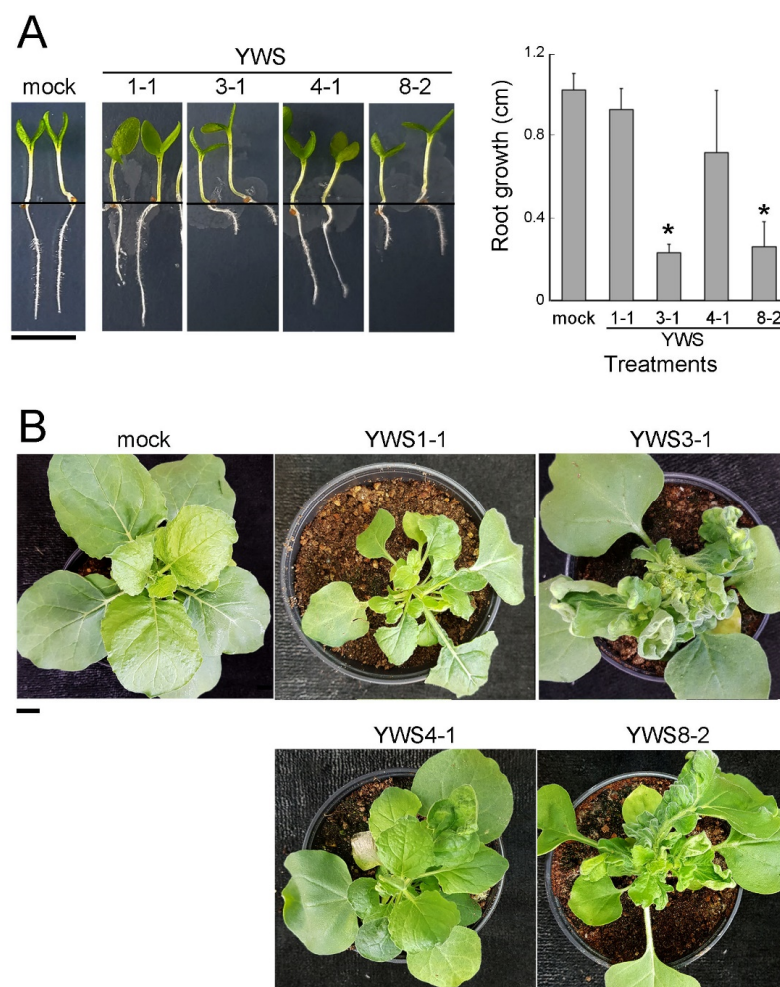 A
YWS
mock 1-1 3-1 4-1 8-2
Root growth (cm)
1.2
0.8
0.4
0
*
*
mock 1-1 3-1 4-1 8-2
YWS
Treatments
B
mock YWS1-1 YWS3-1
YWS4-1 YWS8-2